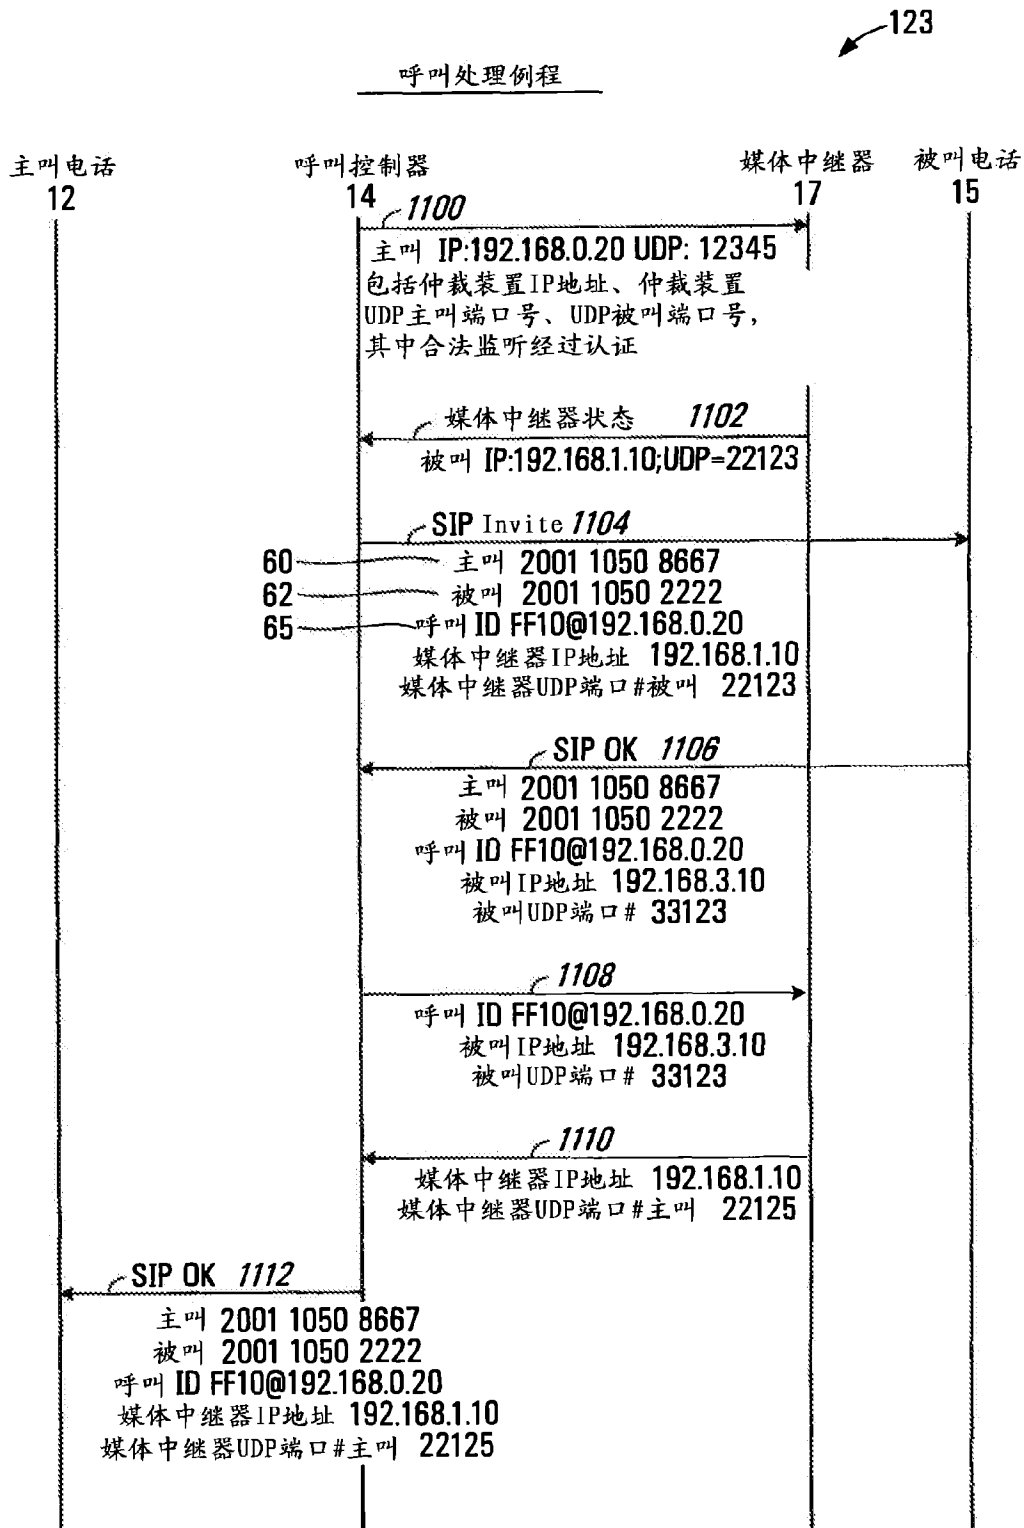 123
呼叫处理例程
主叫电话 呼叫控制器 媒体中继器 被叫电话
12 14 17 15
1100
主叫 IP:192.168.0.20 UDP: 12345
包括仲裁装置IP地址、仲裁装置
UDP主叫端口号、UDP被叫端口号,
其中合法监听经过认证
媒体中继器状态 1102
被叫 IP:192.168.1.10;UDP=22123
SIP Invite 1104
60 主叫 2001 1050 8667
62 被叫 2001 1050 2222
65 呼叫 ID FF10@192.168.0.20
媒体中继器IP地址 192.168.1.10
媒体中继器UDP端口#被叫 22123
SIP OK 1106
主叫 2001 1050 8667
被叫 2001 1050 2222
呼叫 ID FF10@192.168.0.20
被叫IP地址 192.168.3.10
被叫UDP端口# 33123
1108
呼叫 ID FF10@192.168.0.20
被叫IP地址 192.168.3.10
被叫UDP端口# 33123
1110
媒体中继器IP地址 192.168.1.10
媒体中继器UDP端口#主叫 22125
SIP OK 1112
主叫 2001 1050 8667
被叫 2001 1050 2222
呼叫 ID FF10@192.168.0.20
媒体中继器IP地址 192.168.1.10
媒体中继器UDP端口#主叫 22125